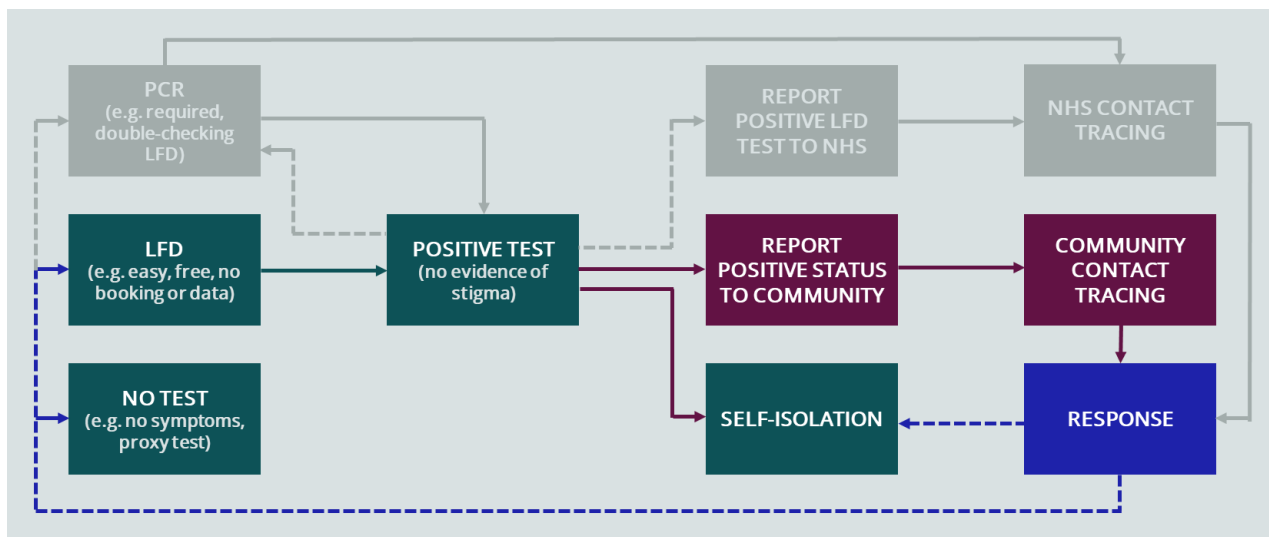 PCR
(e.g. required,
double-checking
LFD)
REPORT
POSITIVE LFD
TEST TO NHS
NHS CONTACT
TRACING
LFD
(e.g. easy, free, no
booking or data)
POSITIVE TEST
(no evidence of
stigma)
REPORT
POSITIVE STATUS
TO COMMUNITY
COMMUNITY
CONTACT
TRACING
NO TEST
(e.g. no symptoms,
proxy test)
SELF-ISOLATION
RESPONSE